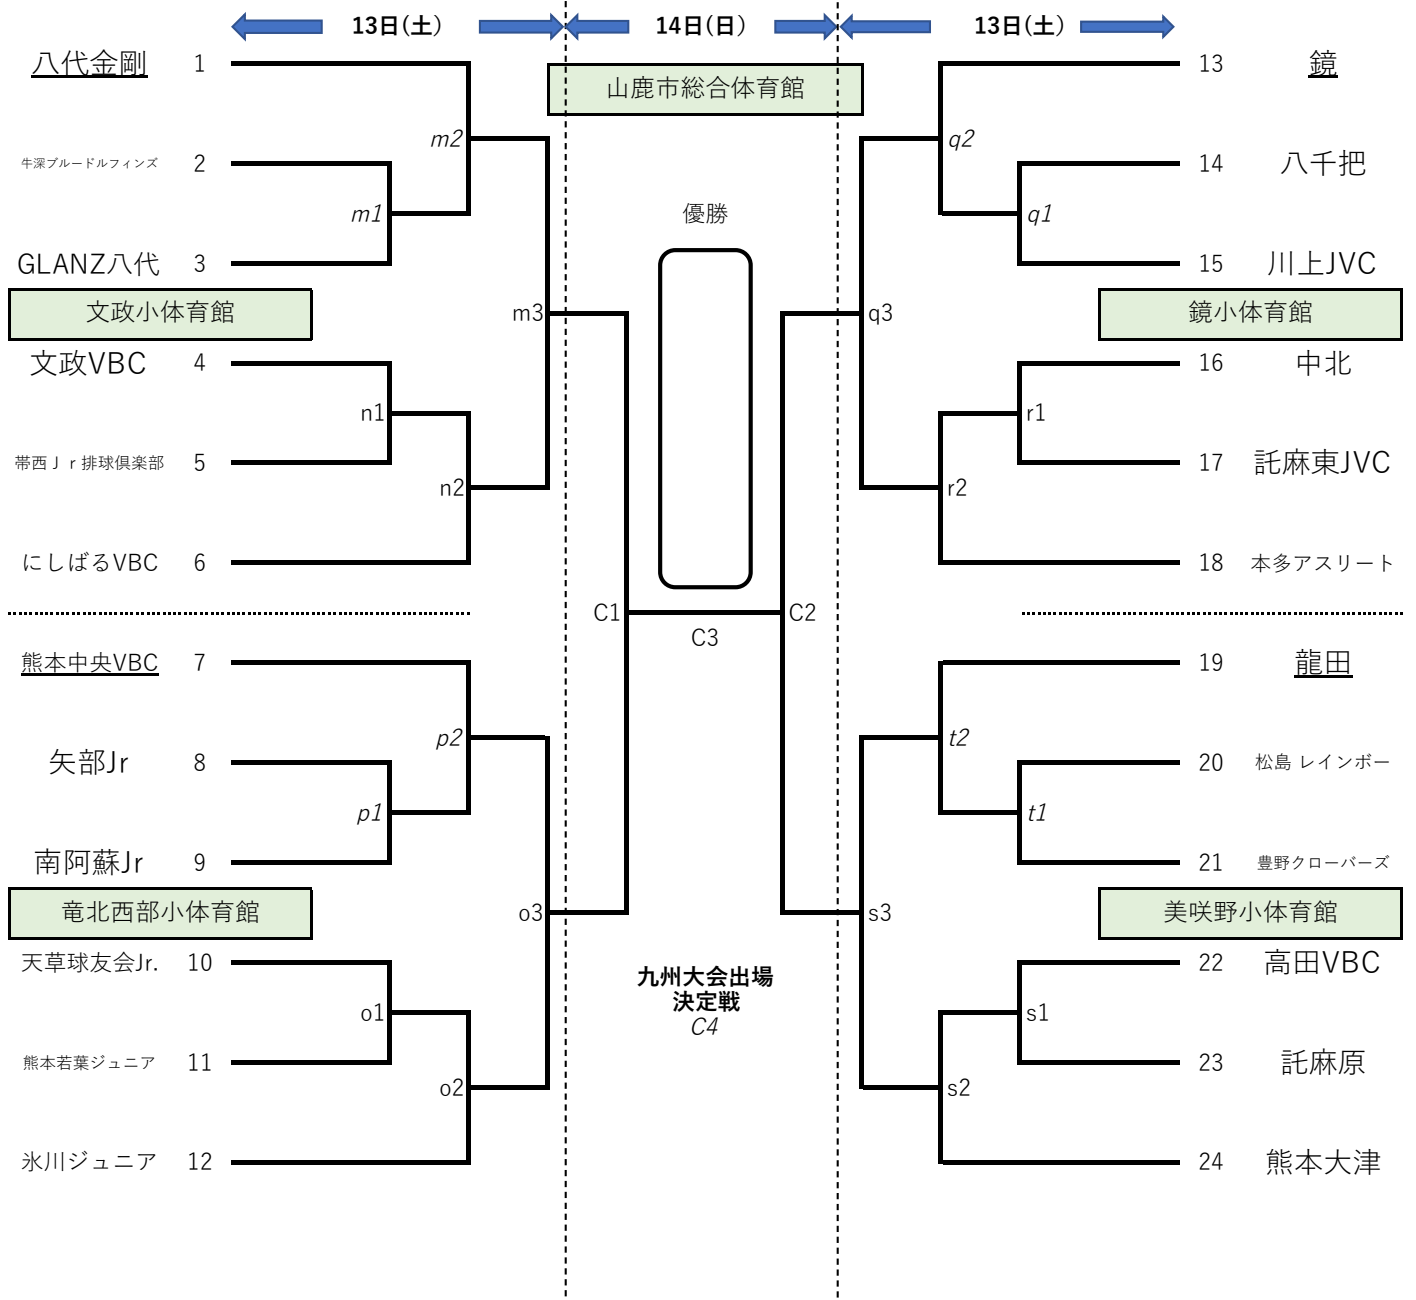 13日(土)
14日(日)
13日(土)
山鹿市総合体育館
八代金剛 1
牛深ブルードルフィンズ 2
GLANZ八代 3
文政小体育館
文政VBC 4
帯西Ｊｒ排球倶楽部 5
にしばるVBC 6
熊本中央VBC 7
矢部Jr 8
南阿蘇Jr 9
竜北西部小体育館
天草球友会Jr. 10
熊本若葉ジュニア 11
氷川ジュニア 12
m2
m1
m3
n1
n2
p2
p1
o3
o1
o2
優勝
C1
C2
C3
九州大会出場
決定戦
C4
q2
q1
q3
r1
r2
t2
t1
s3
s1
s2
13 鏡
14 八千把
15 川上JVC
鏡小体育館
16 中北
17 託麻東JVC
18 本多アスリート
19 龍田
20 松島 レインボー
21 豊野クローバーズ
美咲野小体育館
22 高田VBC
23 託麻原
24 熊本大津